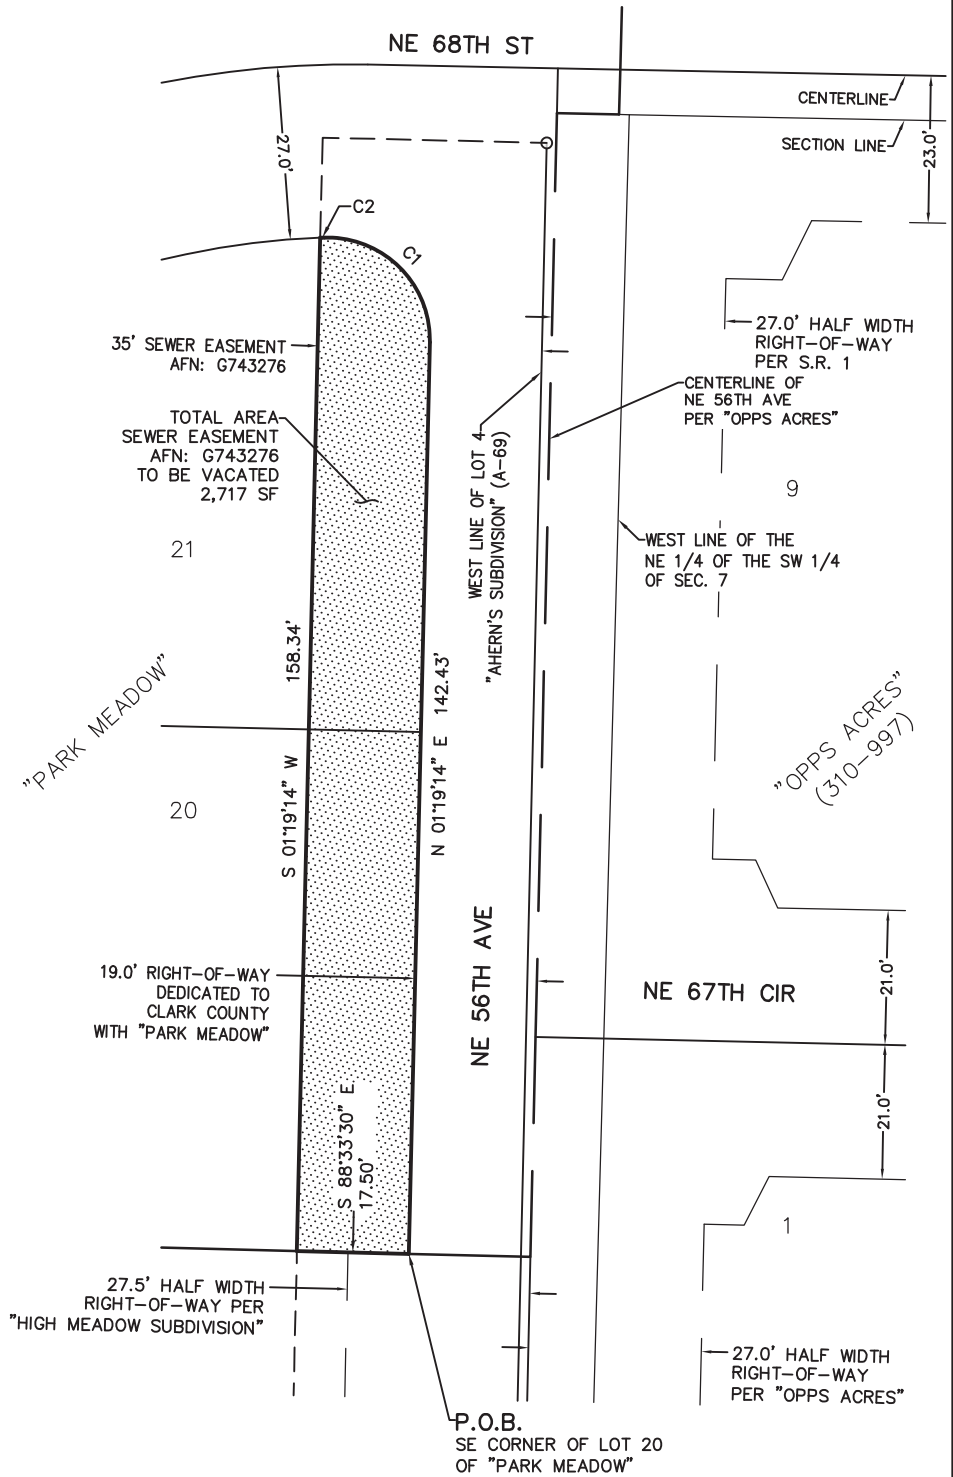 NE 68TH ST
CENTERLINE
SECTION LINE
27.0'
23.0'
C2
C1
27.0' HALF WIDTH
RIGHT-OF-WAY
PER S.R. 1
35' SEWER EASEMENT
AFN: G743276
CENTERLINE OF
NE 56TH AVE
PER "OPPS ACRES"
TOTAL AREA
SEWER EASEMENT
AFN: G743276
TO BE VACATED
2,717 SF
WEST LINE OF LOT 4
"AHERN'S SUBDIVISION" (A-69)
9
21
WEST LINE OF THE
NE 1/4 OF THE SW 1/4
OF SEC. 7
S 01°19'14" W 158.34'
N 01°19'14" E 142.43'
"PARK MEADOW"
"OPPS ACRES"
(310-997)
20
19.0' RIGHT-OF-WAY
DEDICATED TO
CLARK COUNTY
WITH "PARK MEADOW"
NE 56TH AVE
NE 67TH CIR
21.0'
21.0'
S 88°33'30" E
17.50'
1
27.5' HALF WIDTH
RIGHT-OF-WAY PER
"HIGH MEADOW SUBDIVISION"
27.0' HALF WIDTH
RIGHT-OF-WAY
PER "OPPS ACRES"
P.O.B.
SE CORNER OF LOT 20
OF "PARK MEADOW"